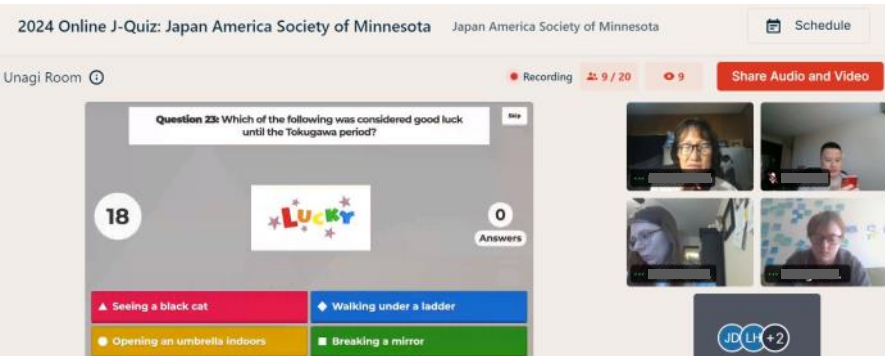 2024 Online J-Quiz: Japan America Society of Minnesota
Japan America Society of Minnesota
Schedule
Unagi Room
Recording
9 / 20
9
Share Audio and Video
Question 23: Which of the following was considered good luck
until the Tokugawa period?
Skip
18
LUCKY
0
Answers
Seeing a black cat
Walking under a ladder
Opening an umbrella indoors
Breaking a mirror
JD
LH
+2